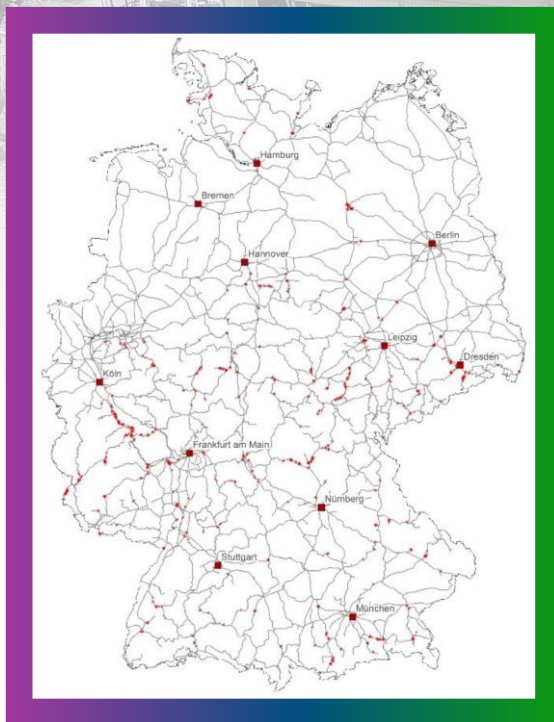 Hamburg
Bremen
Berlin
Hannover
Leipzig
Dresden
Köln
Frankfurt am Main
Nürnberg
Stuttgart
München